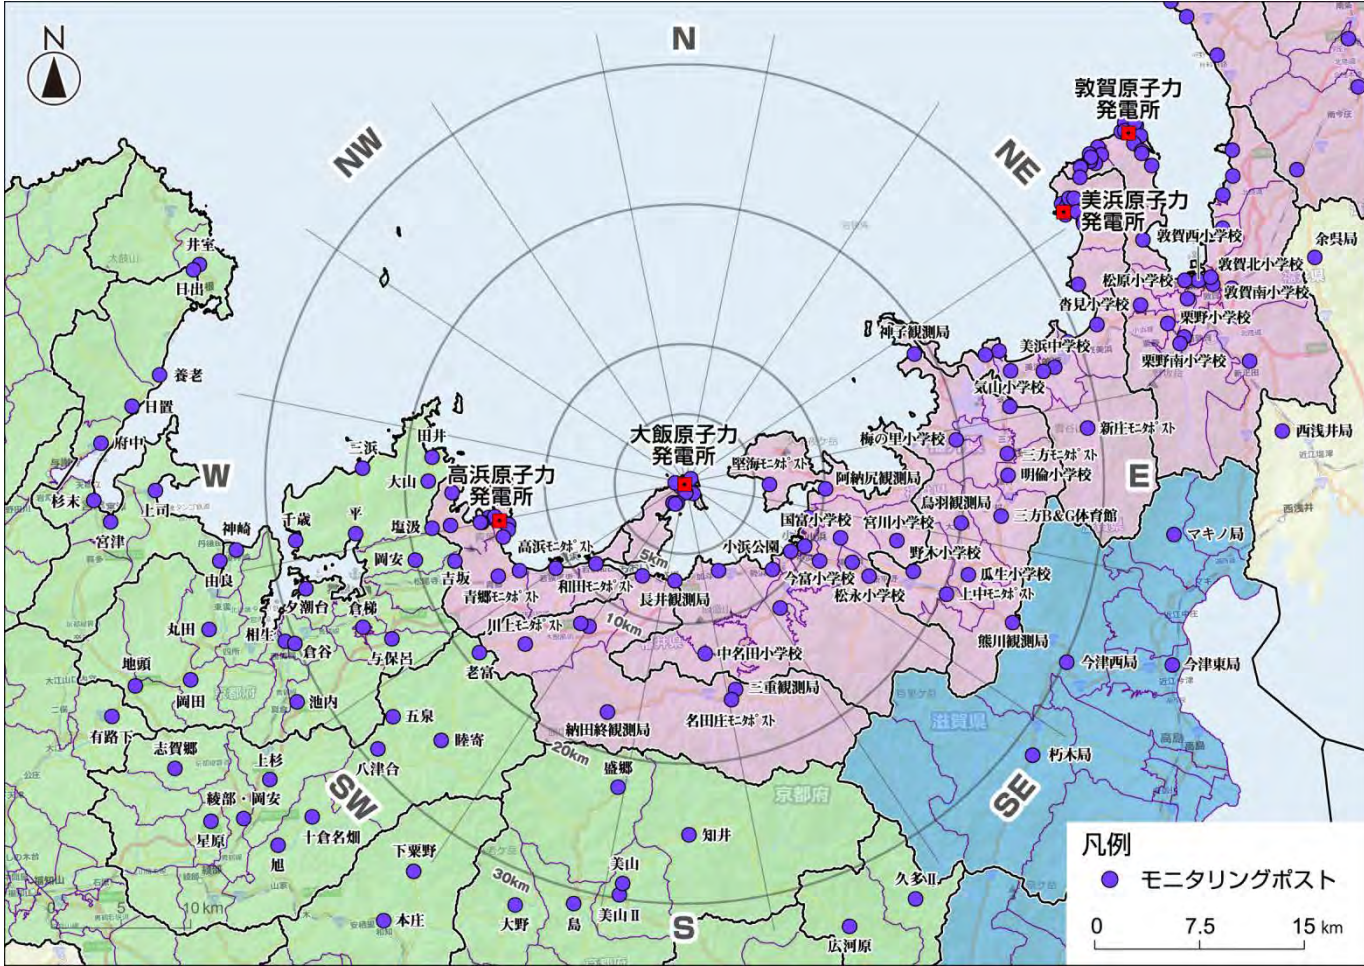 N
N
NW
NE
W
E
SW
SE
S
敦賀原子力
発電所
美浜原子力
発電所
敦賀西小学校
余呉局
敦賀北小学校
松原小学校
敦賀南小学校
沓見小学校
粟野小学校
粟野南小学校
井室
日出
神子観測局
美浜中学校
気山小学校
養老
日置
府中
三浜
田井
大飯原子力
発電所
梅の里小学校
新庄モニタポスト
西浅井局
堅海モニタポスト
三方モニタポスト
高浜原子力
発電所
阿納尻観測局
明倫小学校
杉末
上司
大山
鳥羽観測局
宮津
神崎
千歳
平
塩汲
国富小学校
宮川小学校
三方B&G体育館
マキノ局
高浜モニタポスト
小浜公園
野木小学校
由良
岡安
吉坂
5km
今富小学校
瓜生小学校
夕潮台
倉梯
青郷モニタポスト
和田モニタポスト
長井観測局
松永小学校
上中モニタポスト
丸田
相生
倉谷
与保呂
川上モニタポスト
10km
福井県
熊川観測局
地頭
老富
中名田小学校
今津西局
今津東局
岡田
京都府
池内
三重観測局
有路下
五泉
納田終観測局
名田庄モニタポスト
滋賀県
高島
志賀郷
上杉
八津台
睦寄
20km
盛郷
朽木局
綾部・岡安
京都府
星原
十倉名畑
旭
下粟野
知井
30km
美山
美山Ⅱ
久多Ⅱ
本庄
大野
島
広河原
0 5 10km
凡例
モニタリングポスト
0 7.5 15 km